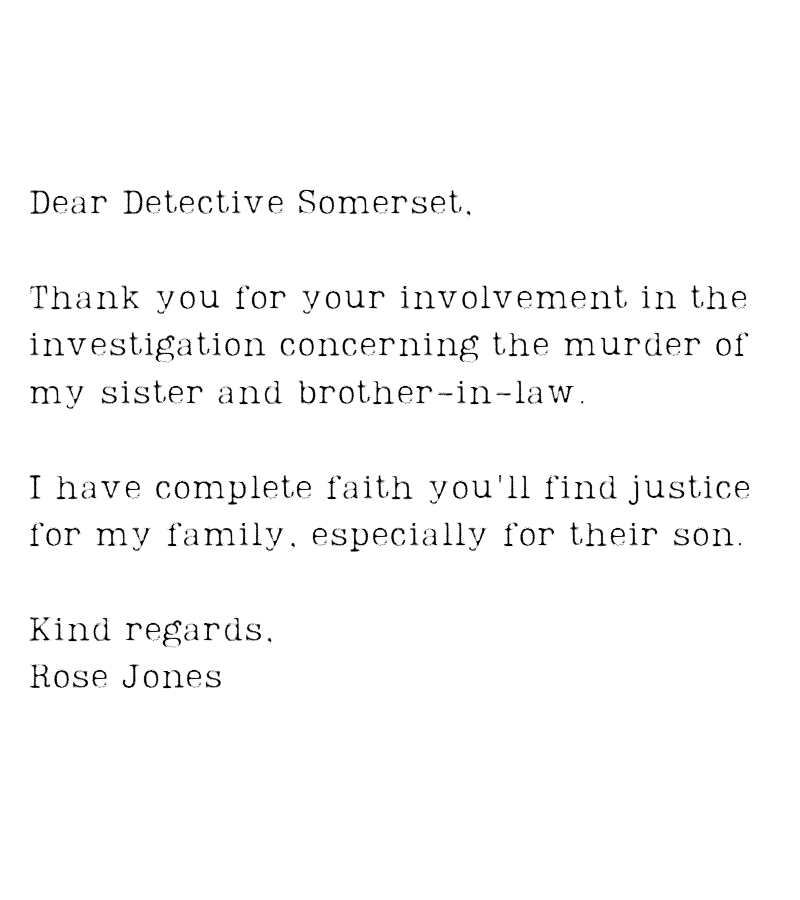 Dear Detective Somerset,
Thank you for your involvement in the
investigation concerning the murder of
my sister and brother-in-law.
I have complete faith you'll find justice
for my family, especially for their son.
Kind regards,
Rose Jones